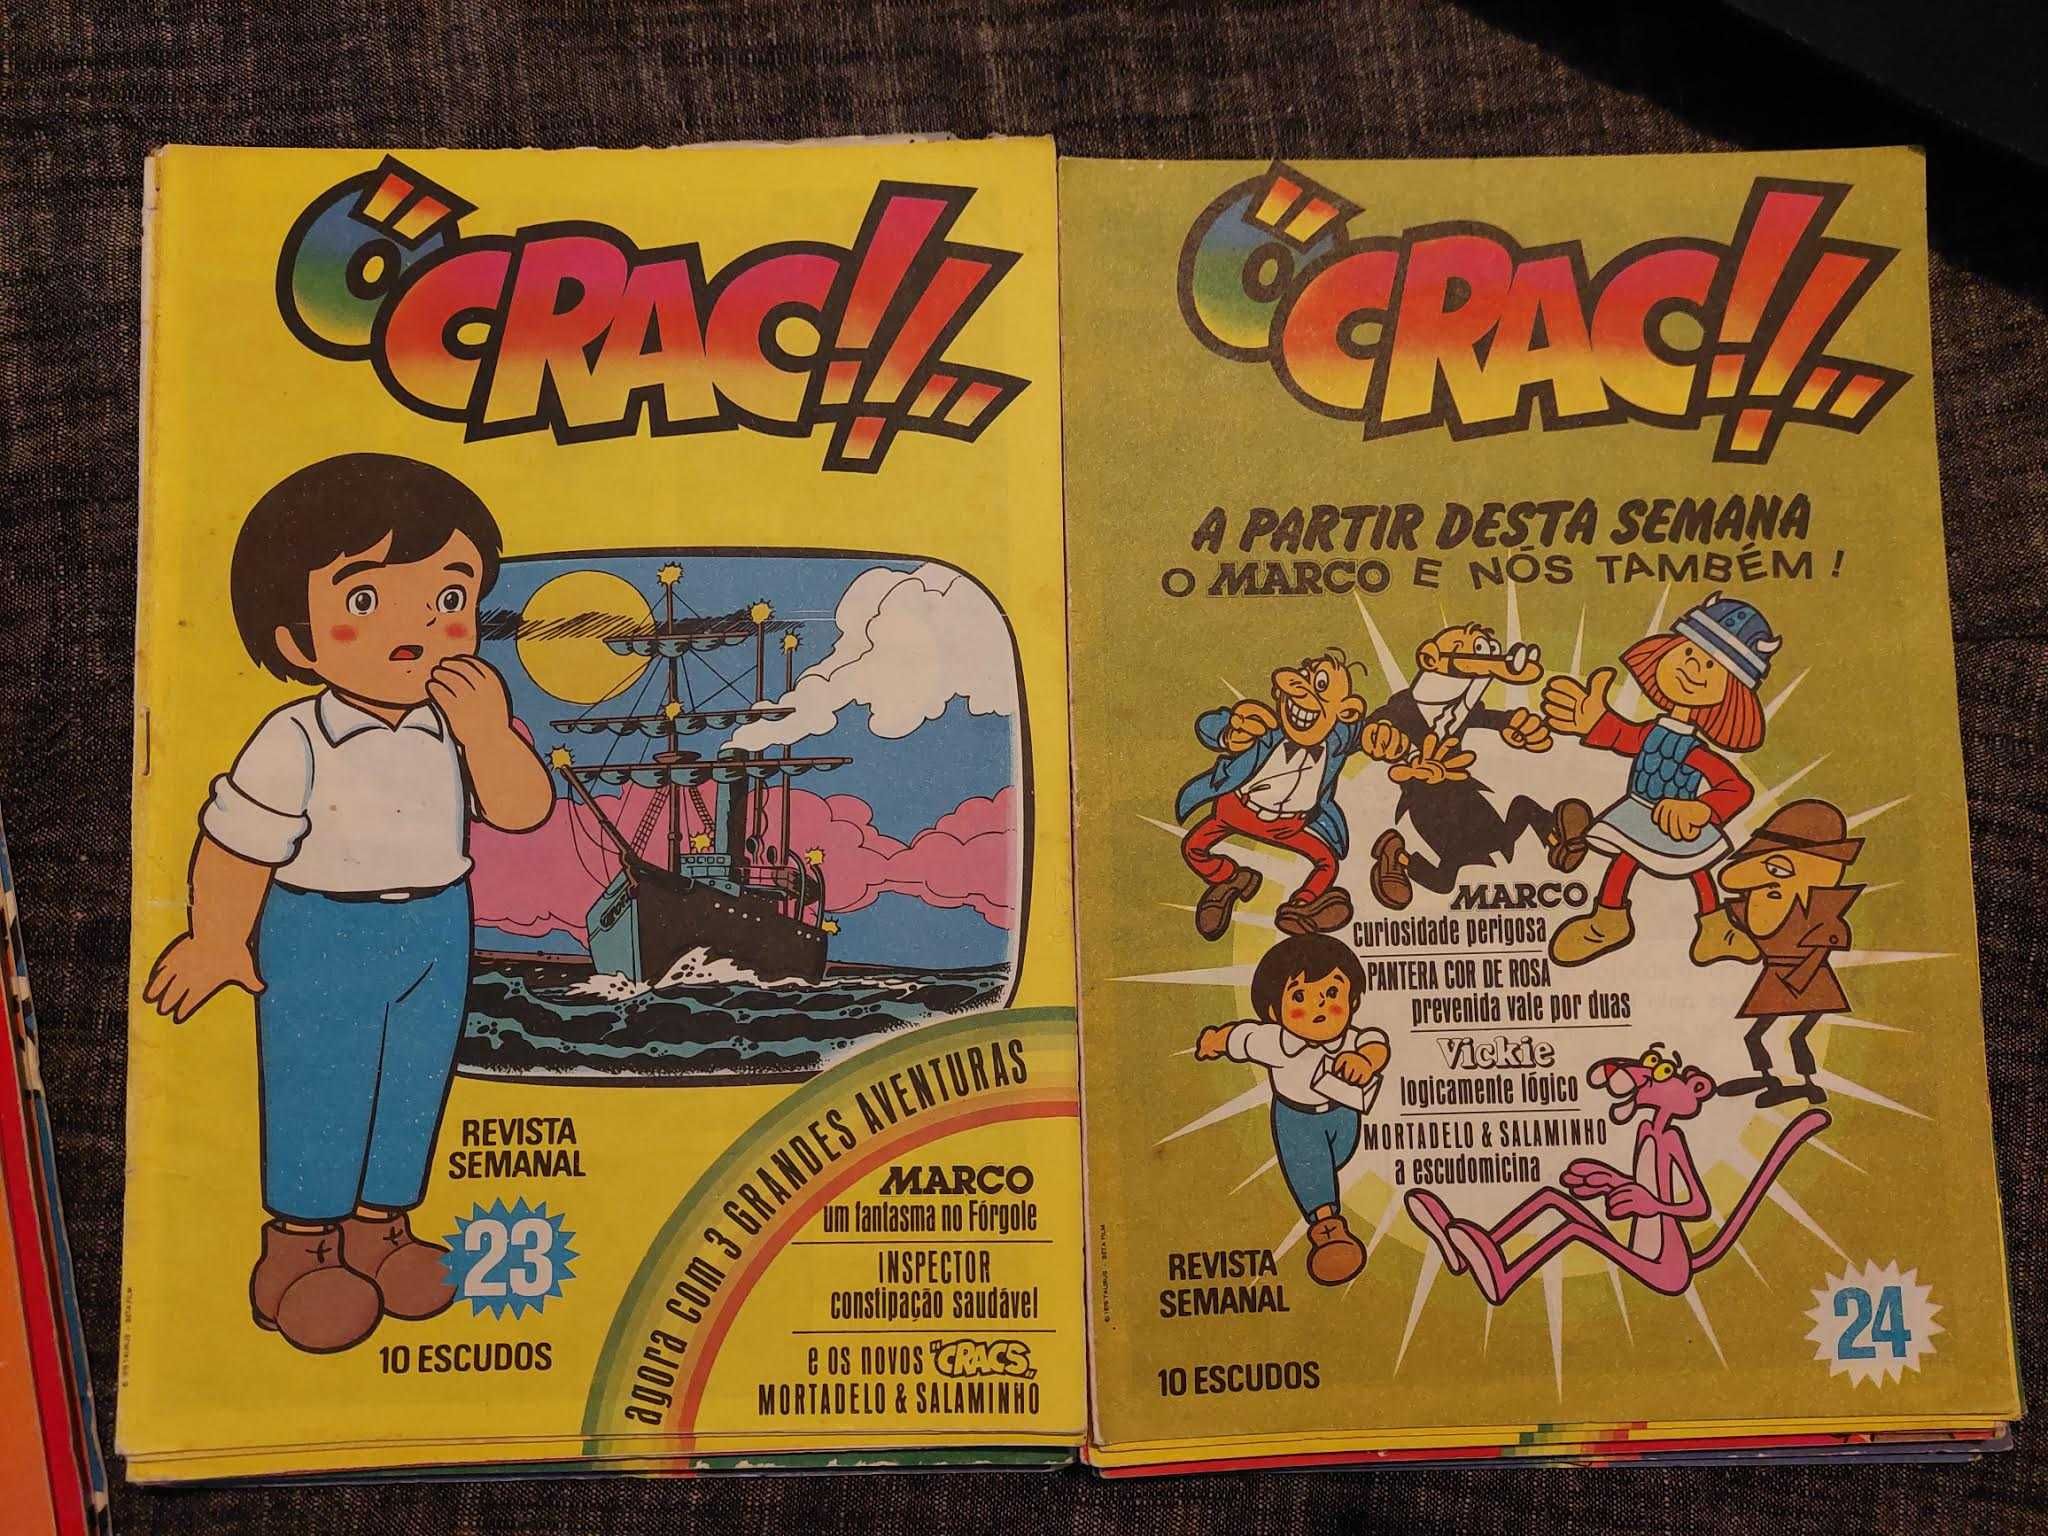 Ó "CRAC!!"
REVISTA
SEMANAL
23
10 ESCUDOS
agora com 3 GRANDES AVENTURAS
MARCO
um fantasma no Fórgole
INSPECTOR
constipação saudável
e os novos "CRACS"
MORTADELO & SALAMINHO
Ó "CRAC!!"
A PARTIR DESTA SEMANA
O MARCO E NÓS TAMBÉM!
MARCO
curiosidade perigosa
PANTERA COR DE ROSA
prevenida vale por duas
Vickie
logicamente lógico
MORTADELO & SALAMINHO
a escudomicina
REVISTA
SEMANAL
10 ESCUDOS
24